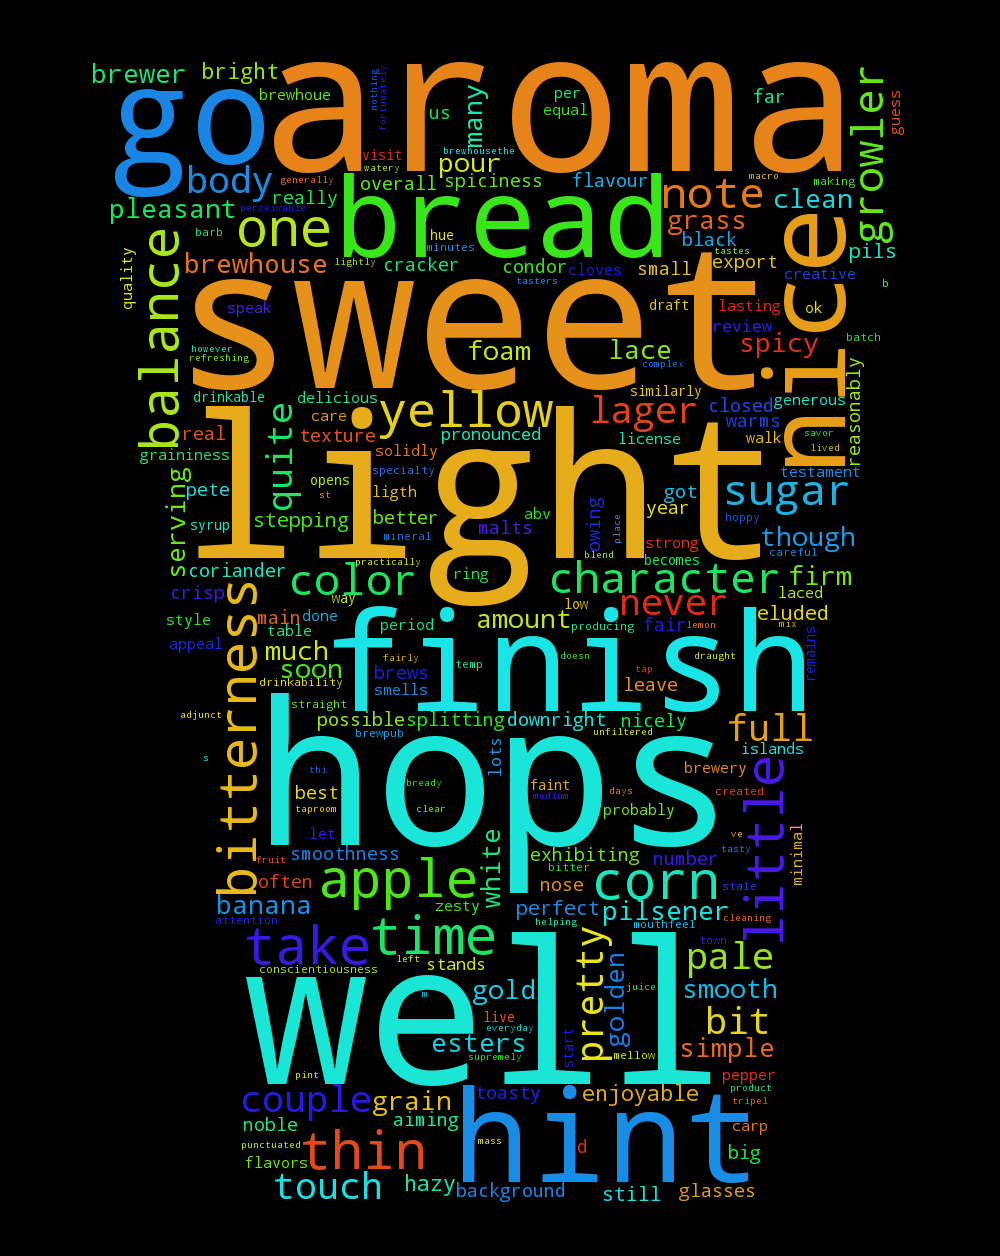 brewer bright go aroma growler
brewhoue nothing fortunately us many per equal far guess
brewhousethe
visit watery pour macro
body generally overall spiciness flavour note making clean
really
pleasant perceivable bread grass
one barb hue minutes black tastes pils
balance quality brewhouse lightly cracker condor cloves small export nice creative
tasters b
sweet draft lasting ok
speak foam lace review spicy batch
however refreshing complex
drinkable delicious similarly generous reasonably
care yellow lager closed warms
real quite texture pronounced license walk savor
graininess solidly lived
light specialty testament
serving pete opens st ligth got sugar
syrup stepping better malts abv owing place year hoppy though
mineral strong careful
practically blend becomes
coriander color ring character firm
crisp way low never laced
style main done amount fair eluded
table period producing lemon mix
appeal much finish doesn draught remains
soon fairly temp tap
drinkability brews leave
smells
straight
adjunct possible splitting downright nicely full
brewpub unfiltered islands
s bitterness hops lots
thi bready faint brewery
best medium days created little
taproom clear probably
let ve minimal
smoothness white exhibiting number tasty
fruit bitter
often apple nose corn stale
banana zesty perfect pilsener
attention helping mouthfeel cleaning
take time town
left stands pretty pale
conscientiousness
well gold golden juice smooth
m
live bit
everyday
esters start simple
supremely mellow
pint pepper
couple grain toasty enjoyable product
tripel
noble aiming hint carp
punctuated thin mass d big
flavors
touch hazy background still glasses